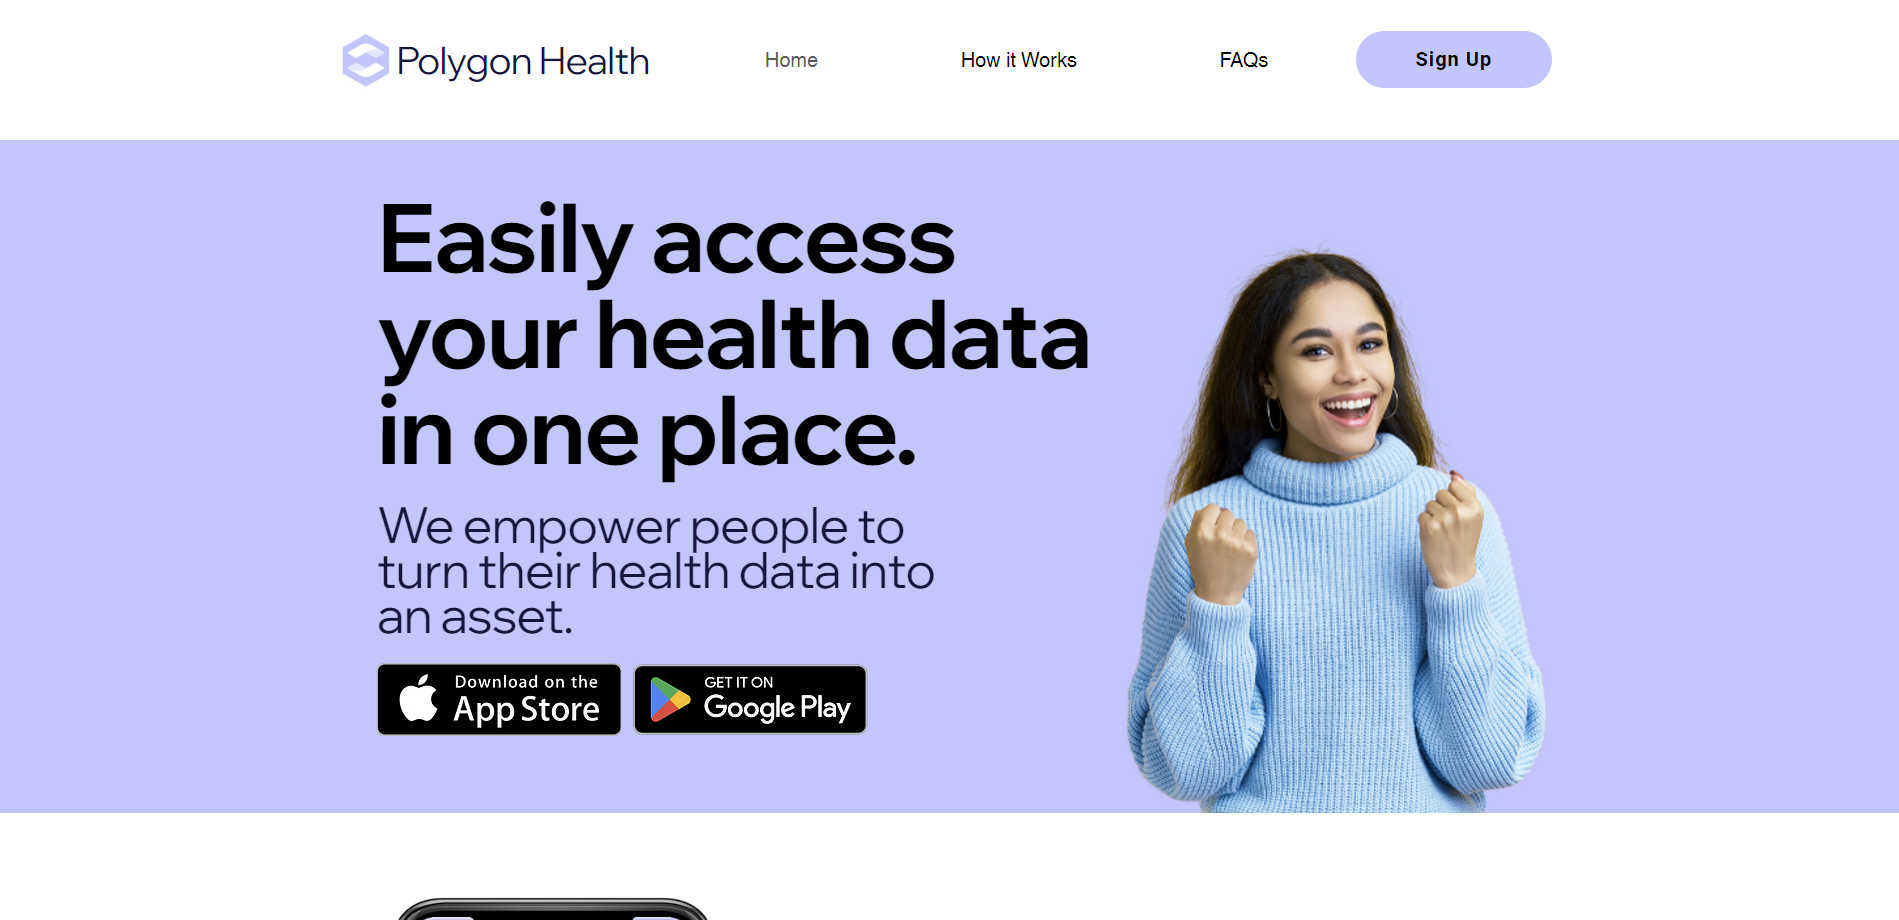 Polygon Health
Home
How it Works
FAQs
Sign Up
Easily access
your health data
in one place.
We empower people to
turn their health data into
an asset.
Download on the
App Store
GET IT ON
Google Play